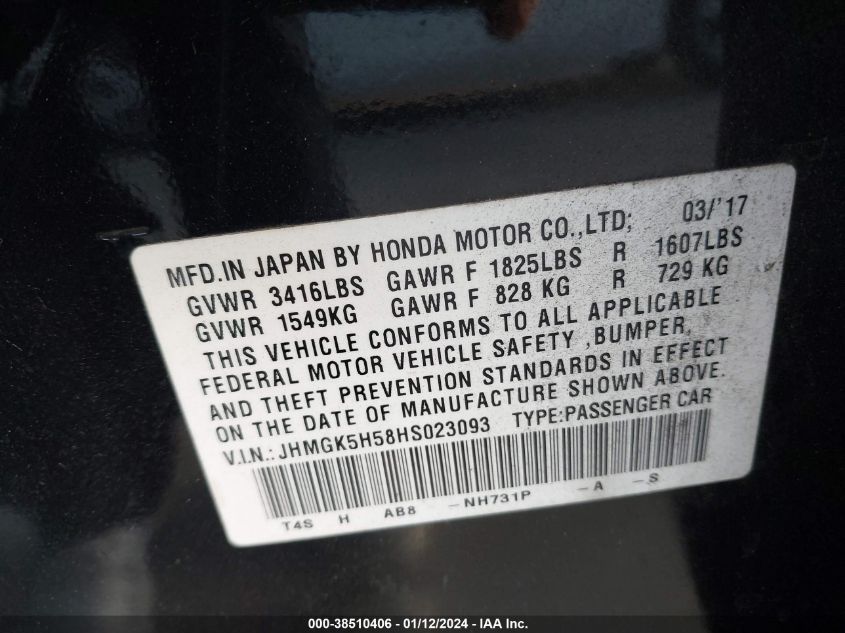 MFD.IN JAPAN BY HONDA MOTOR CO.,LTD; 03/'17
GVWR 3416LBS GAWR F 1825LBS R 1607LBS
GVWR 1549KG GAWR F 828 KG R 729 KG
THIS VEHICLE CONFORMS TO ALL APPLICABLE
FEDERAL MOTOR VEHICLE SAFETY ,BUMPER,
AND THEFT PREVENTION STANDARDS IN EFFECT
ON THE DATE OF MANUFACTURE SHOWN ABOVE.
V.I.N.:JHMGK5H58HS023093 TYPE:PASSENGER CAR
T4S H AB8 -NH731P -A -S
000-38510406 - 01/12/2024 - IAA Inc.